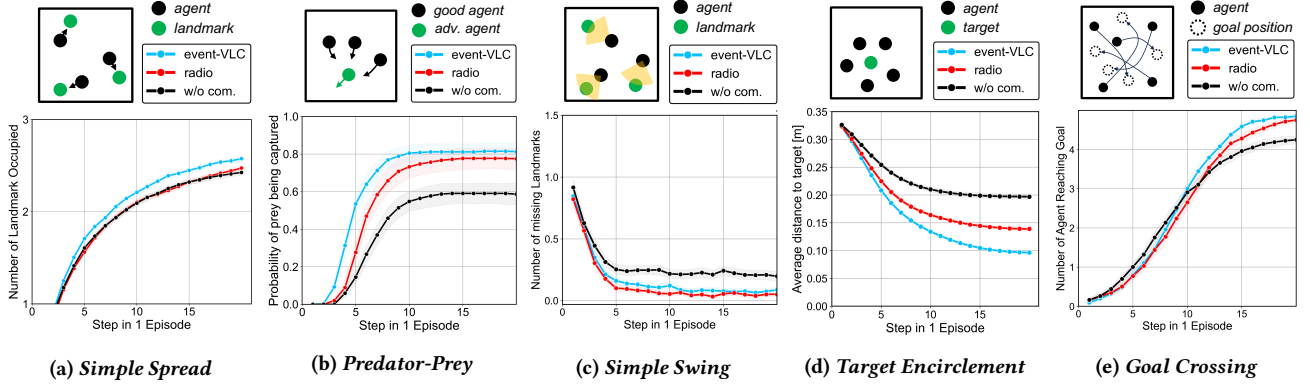 agent
landmark
event-VLC
radio
w/o com.
Number of Landmark Occupied
3
2
1
5
10
15
Step in 1 Episode
(a) Simple Spread
good agent
adv. agent
event-VLC
radio
w/o com.
Probability of prey being captured
1.0
0.8
0.6
0.4
0.2
0.0
5
10
15
Step in 1 Episode
(b) Predator-Prey
agent
landmark
event-VLC
radio
w/o com.
Number of missing Landmarks
1.5
1.0
0.5
0.0
0
5
10
15
Step in 1 Episode
(c) Simple Swing
agent
target
event-VLC
radio
w/o com.
Average distance to target [m]
0.35
0.30
0.25
0.20
0.15
0.10
0.05
0.00
0
5
10
15
Step in 1 Episode
(d) Target Encirclement
agent
goal position
event-VLC
radio
w/o com.
Number of Agent Reaching Goal
4
3
2
1
0
0
5
10
15
Step in 1 Episode
(e) Goal Crossing